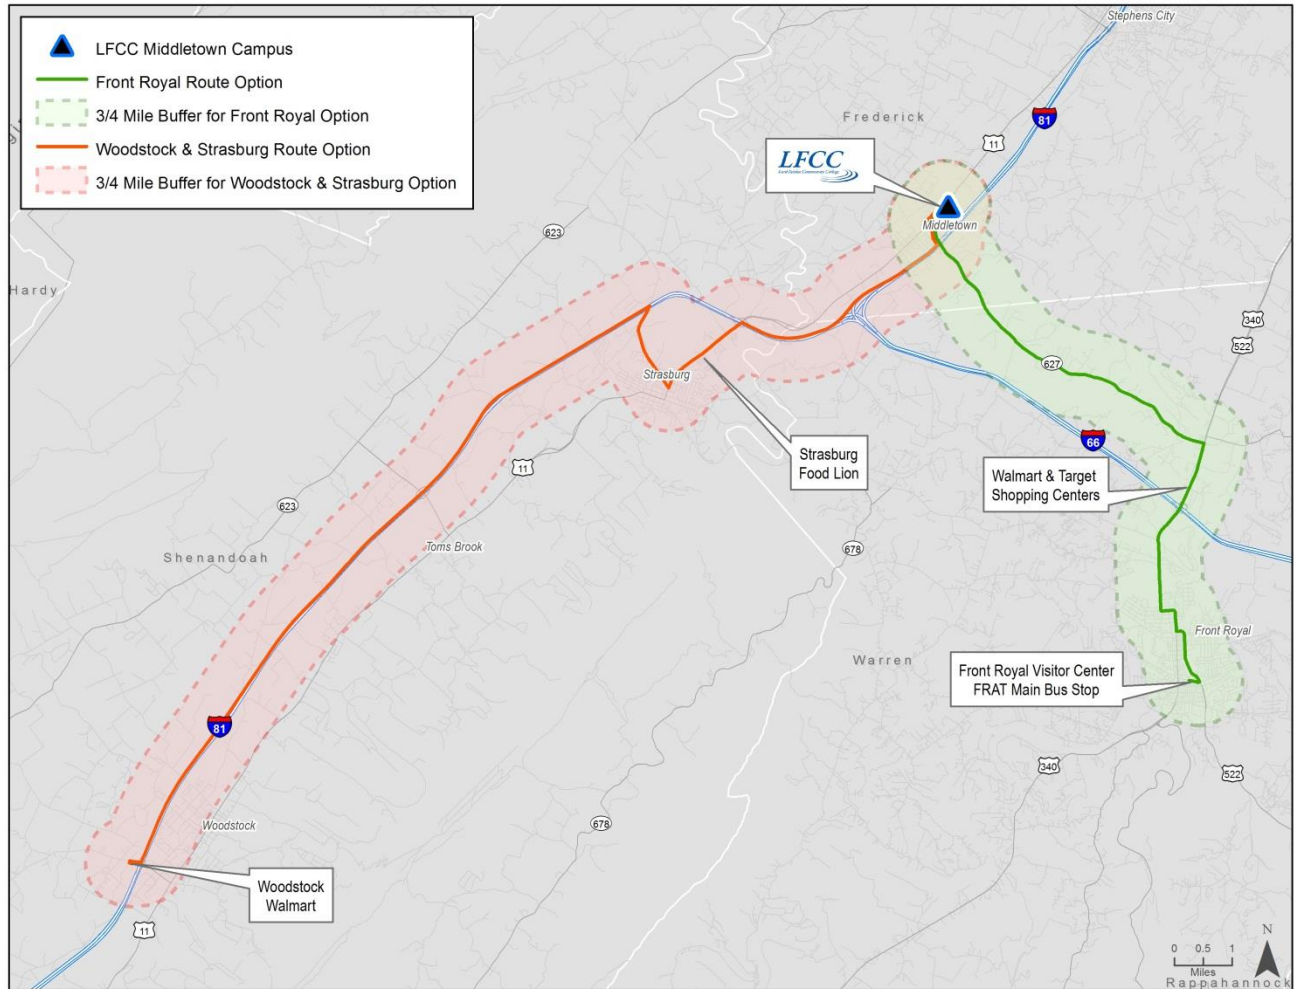 LFCC Middletown Campus
Front Royal Route Option
3/4 Mile Buffer for Front Royal Option
Woodstock & Strasburg Route Option
3/4 Mile Buffer for Woodstock & Strasburg Option
Stephens City
Frederick
81
11
LFCC
Lord Fairfax Community College
Middletown
623
Hardy
340
522
627
Strasburg
66
Strasburg
Food Lion
Walmart & Target
Shopping Centers
11
623
Toms Brook
678
Shenandoah
Front Royal
Warren
Front Royal Visitor Center
FRAT Main Bus Stop
81
340
522
Woodstock
678
Woodstock
Walmart
11
N
0 0.5 1
Miles
Rappahannock